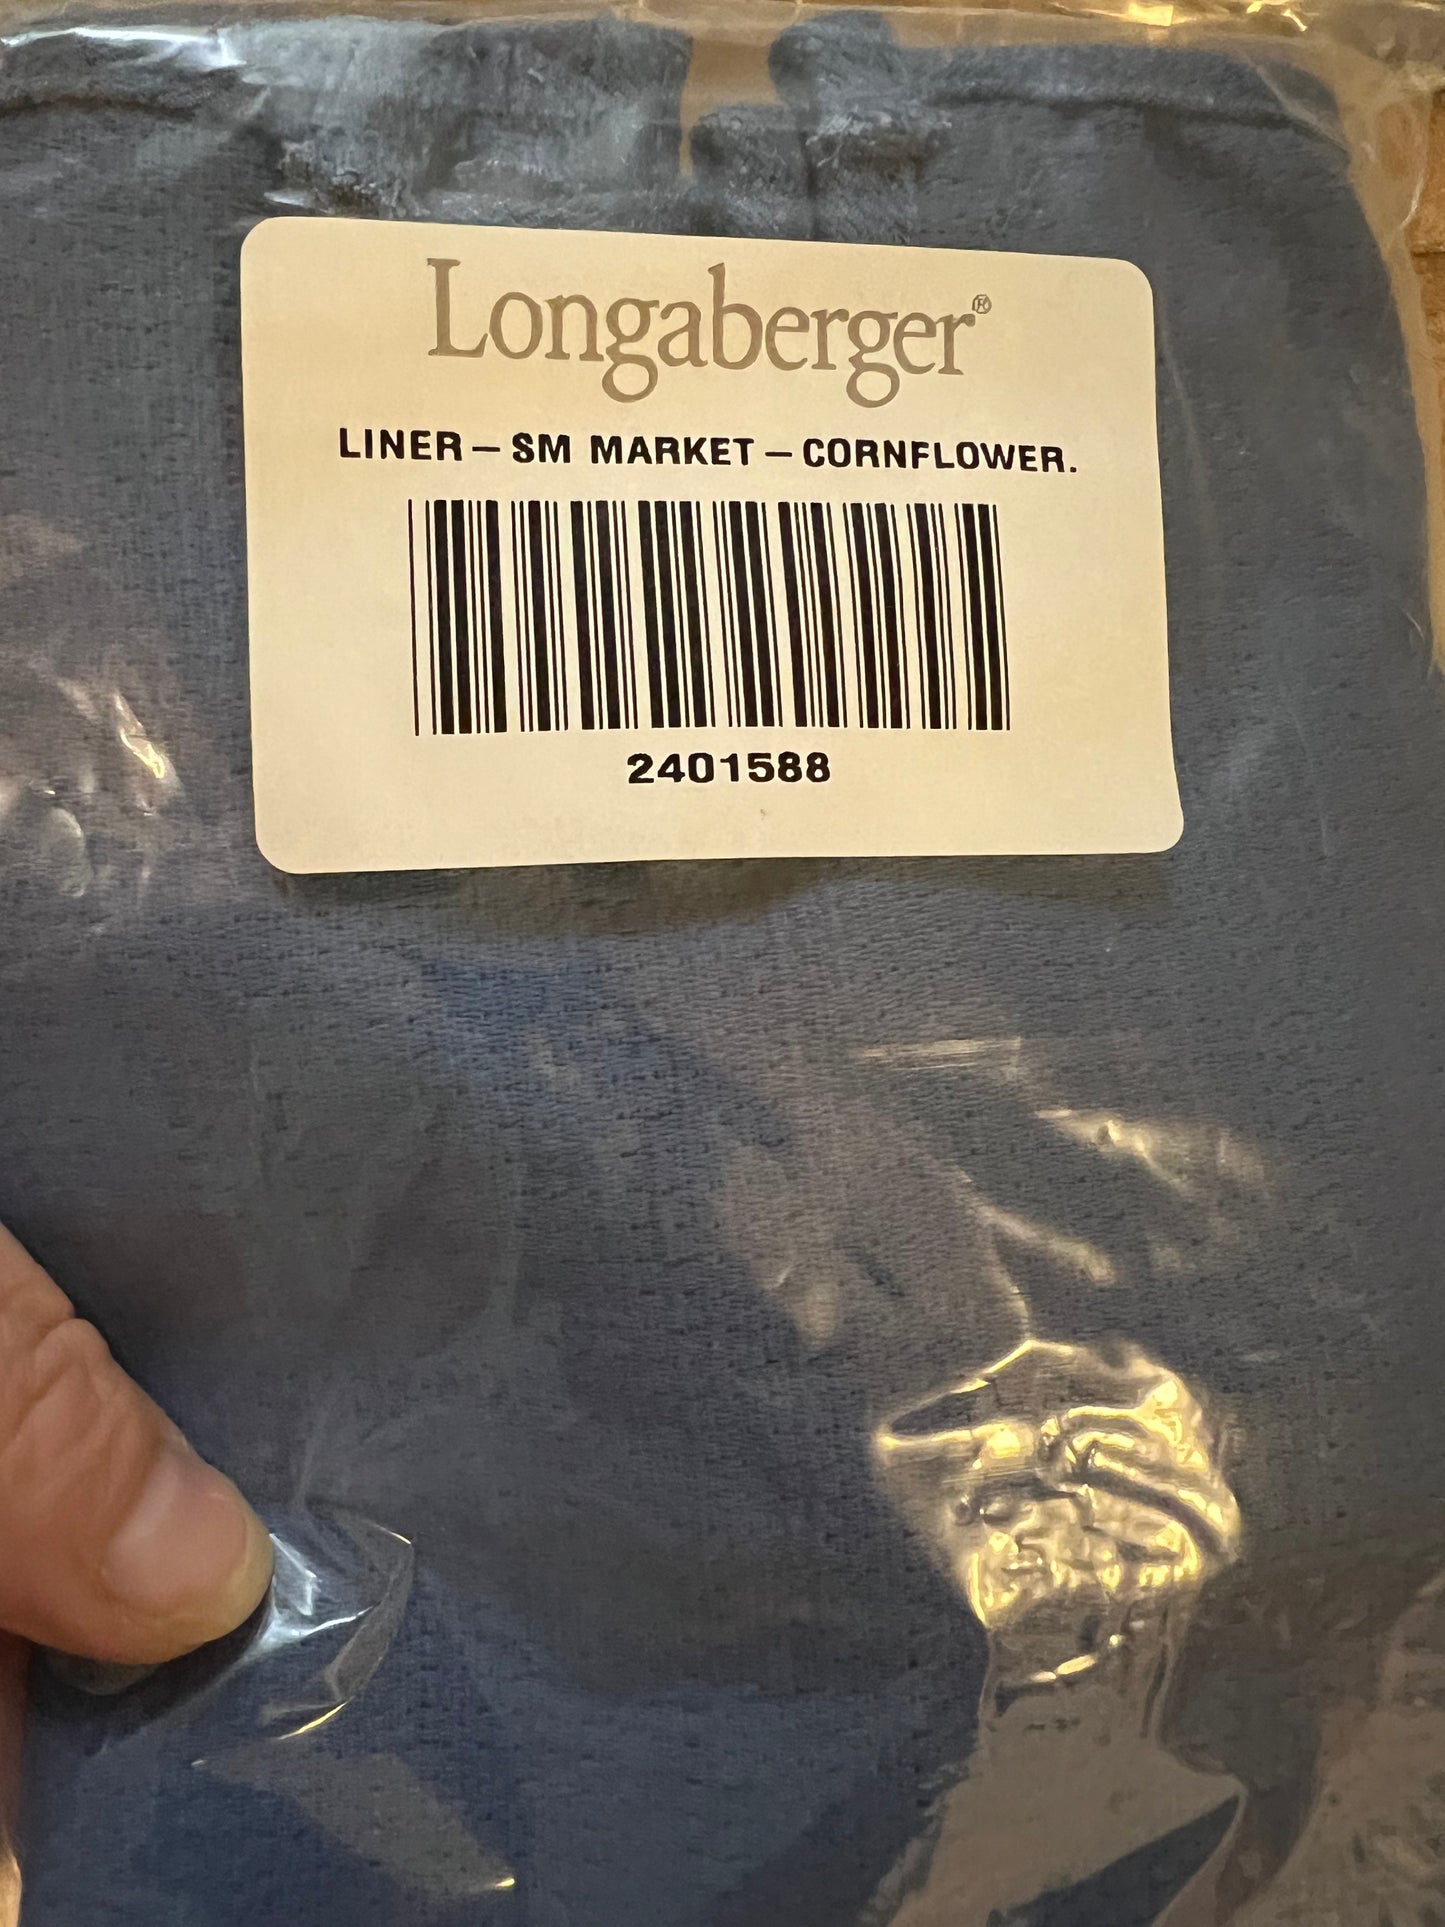 Longaberger®
LINER – SM MARKET – CORNFLOWER.
2401588